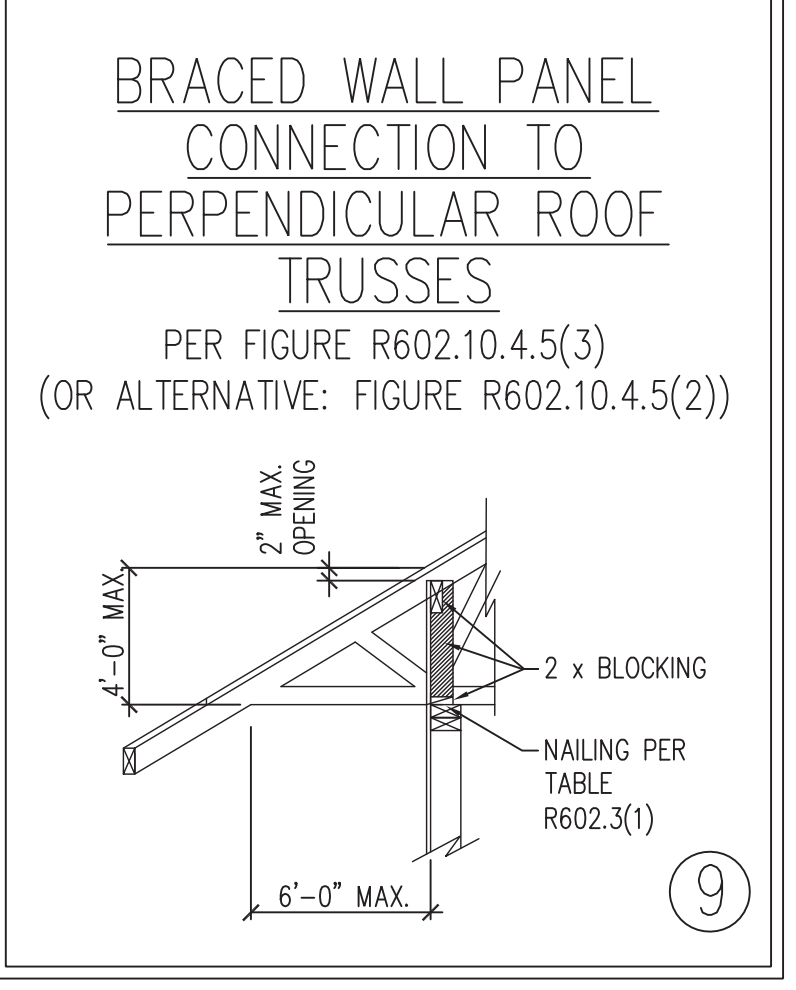 BRACED WALL PANEL
CONNECTION TO
PERPENDICULAR ROOF
TRUSSES
PER FIGURE R602.10.4.5(3)
(OR ALTERNATIVE: FIGURE R602.10.4.5(2))
2" MAX.
OPENING
4'-0" MAX.
2 x BLOCKING
NAILING PER
TABLE
R602.3(1)
6'-0" MAX.
9